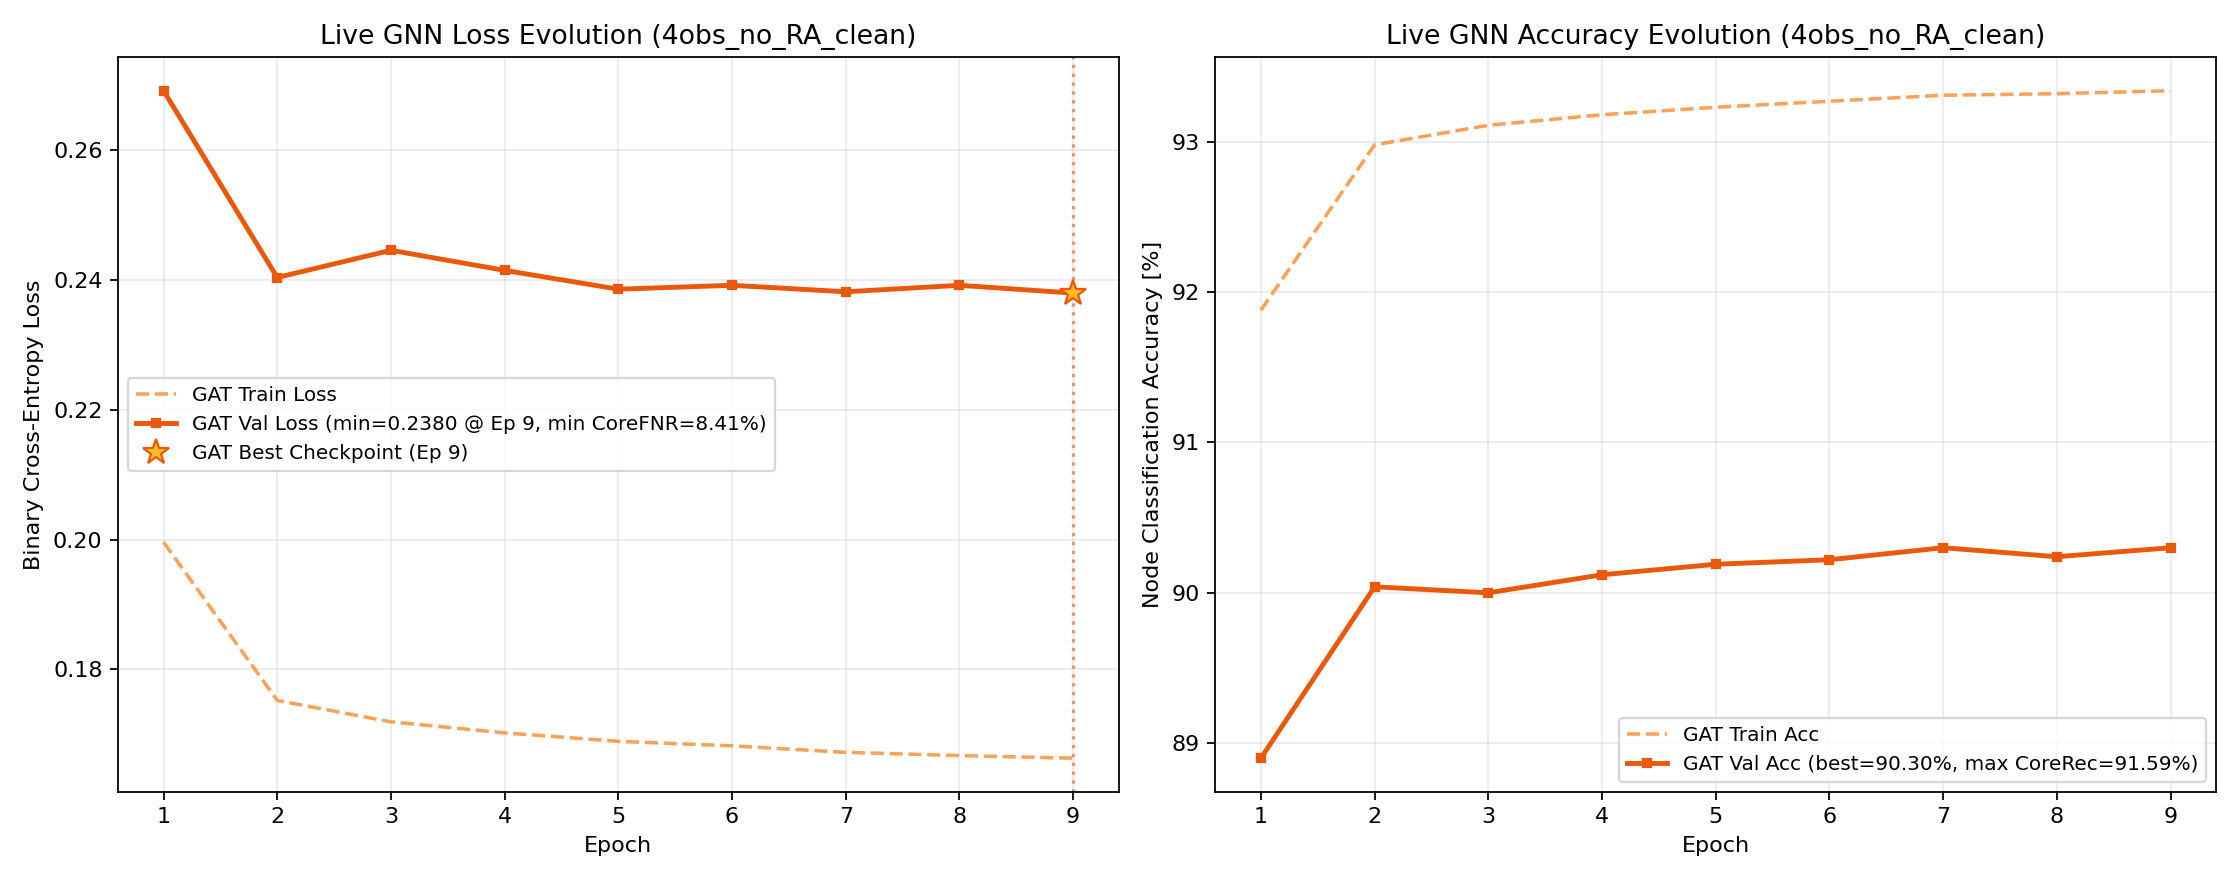 Live GNN Loss Evolution (4obs_no_RA_clean)
Binary Cross-Entropy Loss
0.26
0.24
0.22
0.20
0.18
GAT Train Loss
GAT Val Loss (min=0.2380 @ Ep 9, min CoreFNR=8.41%)
GAT Best Checkpoint (Ep 9)
1 2 3 4 5 6 7 8 9
Epoch
Live GNN Accuracy Evolution (4obs_no_RA_clean)
Node Classification Accuracy [%]
93
92
91
90
89
GAT Train Acc
GAT Val Acc (best=90.30%, max CoreRec=91.59%)
1 2 3 4 5 6 7 8 9
Epoch